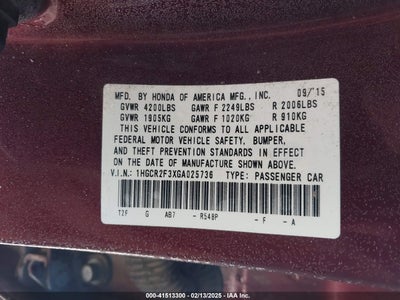 MFD. BY HONDA OF AMERICA MFG., INC. 09/'15
GVWR 4200LBS GAWR F 2249LBS R 2006LBS
GVWR 1905KG GAWR F 1020KG R 910KG
THIS VEHICLE CONFORMS TO ALL APPLICABLE
FEDERAL MOTOR VEHICLE SAFETY, BUMPER,
AND THEFT PREVENTION STANDARDS IN EFFECT
ON THE DATE OF MANUFACTURE SHOWN ABOVE.
V.I.N.: 1HGCR2F3XGA025736 TYPE: PASSENGER CAR
T2F G AB7 - R548P - F - A
000-41513300 - 02/13/2025 - IAA Inc.